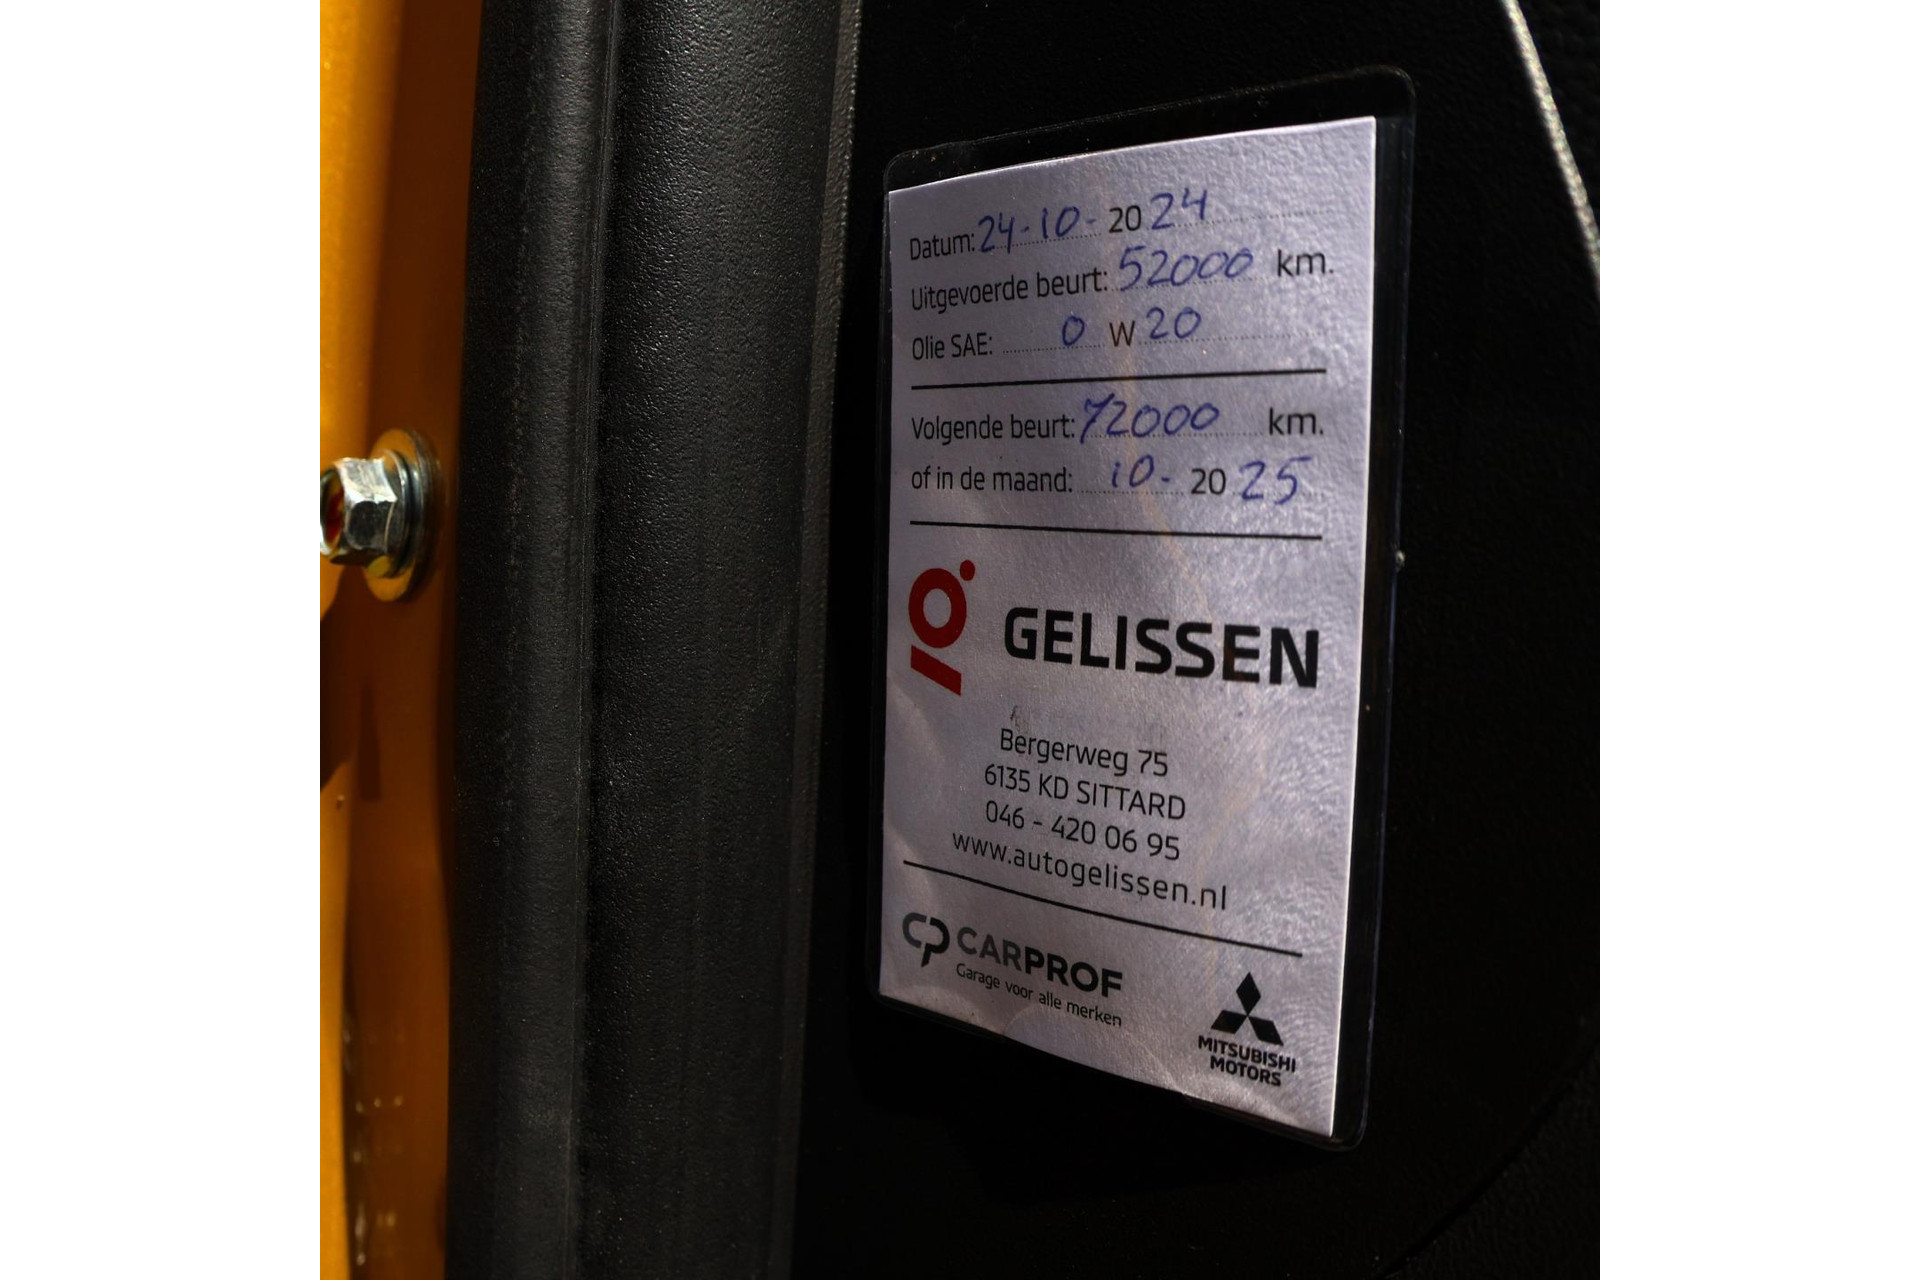 Datum: 24-10- 2024
Uitgevoerde beurt: 52000 km.
Olie SAE: 0 W 20
Volgende beurt: 72000 km.
of in de maand: 10- 2025
GELISSEN
Bergerweg 75
6135 KD SITTARD
046 - 420 06 95
www.autogelissen.nl
CP CARPROF
Garage voor alle merken
MITSUBISHI
MOTORS